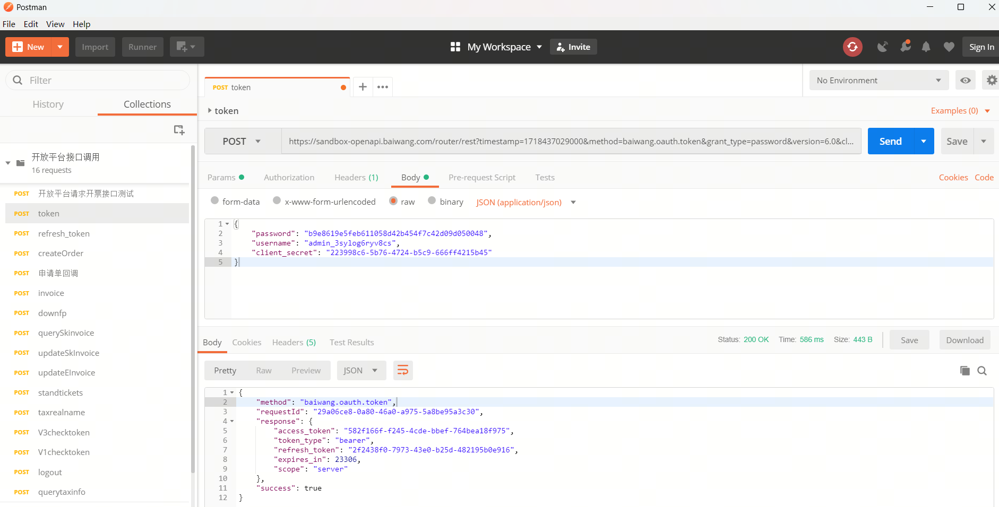 Postman
File Edit View Help
New Import Runner My Workspace Invite Sign In
Filter
History Collections
开放平台接口调用
16 requests
POST 开放平台请求开票接口测试
POST token
POST refresh_token
POST createOrder
POST 申请单回调
POST invoice
POST downfp
POST querySkinvoice
POST updateSkInvoice
POST updateEInvoice
POST standtickets
POST taxrealname
POST V3checktoken
POST V1checktoken
POST logout
POST querytaxinfo
POST token
No Environment
token
Examples (0)
POST https://sandbox-openapi.baiwang.com/router/rest?timestamp=1718437029000&method=baiwang.oauth.token&grant_type=password&version=6.0&cl... Send Save
Params Authorization Headers (1) Body Pre-request Script Tests Cookies Code
form-data x-www-form-urlencoded raw binary JSON (application/json)
1 {
2 "password": "b9e8619e5feb611058d42b454f7c42d09d050048",
3 "username": "admin_3sylog6ryv8cs",
4 "client_secret": "223998c6-5b76-4724-b5c9-666ff4215b45"
5 }
Body Cookies Headers (5) Test Results Status: 200 OK Time: 586 ms Size: 443 B Save Download
Pretty Raw Preview JSON
1 {
2 "method": "baiwang.oauth.token",
3 "requestId": "29a06ce8-0a80-46a0-a975-5a8be95a3c30",
4 "response": {
5 "access_token": "582f166f-f245-4cde-bbef-764bea18f975",
6 "token_type": "bearer",
7 "refresh_token": "2f2438f0-7973-43e0-b25d-482195b0e916",
8 "expires_in": 23306,
9 "scope": "server"
10 },
11 "success": true
12 }